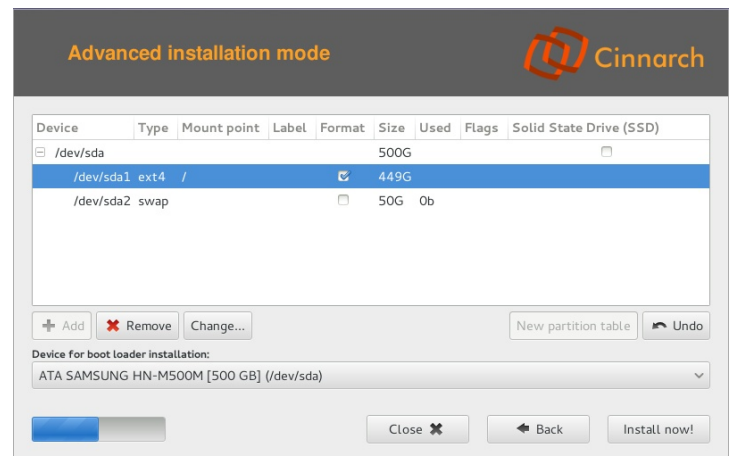 Advanced installation mode
Cinnarch
Device Type Mount point Label Format Size Used Flags Solid State Drive (SSD)
/dev/sda 500G
/dev/sda1 ext4 / 449G
/dev/sda2 swap 50G 0b
Add Remove Change... New partition table Undo
Device for boot loader installation:
ATA SAMSUNG HN-M500M [500 GB] (/dev/sda)
Close Back Install now!